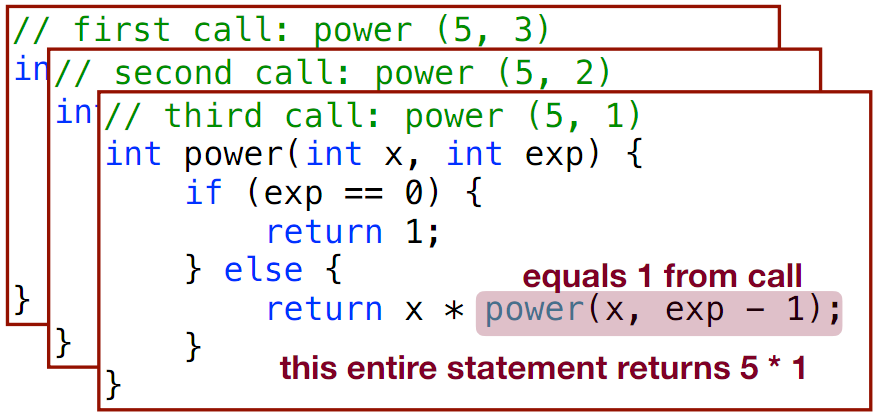 // first call: power (5, 3)
in
// second call: power (5, 2)
int
// third call: power (5, 1)
int power(int x, int exp) {
if (exp == 0) {
return 1;
} else {
equals 1 from call
return x * power(x, exp - 1);
}
this entire statement returns 5 * 1
}
}
}